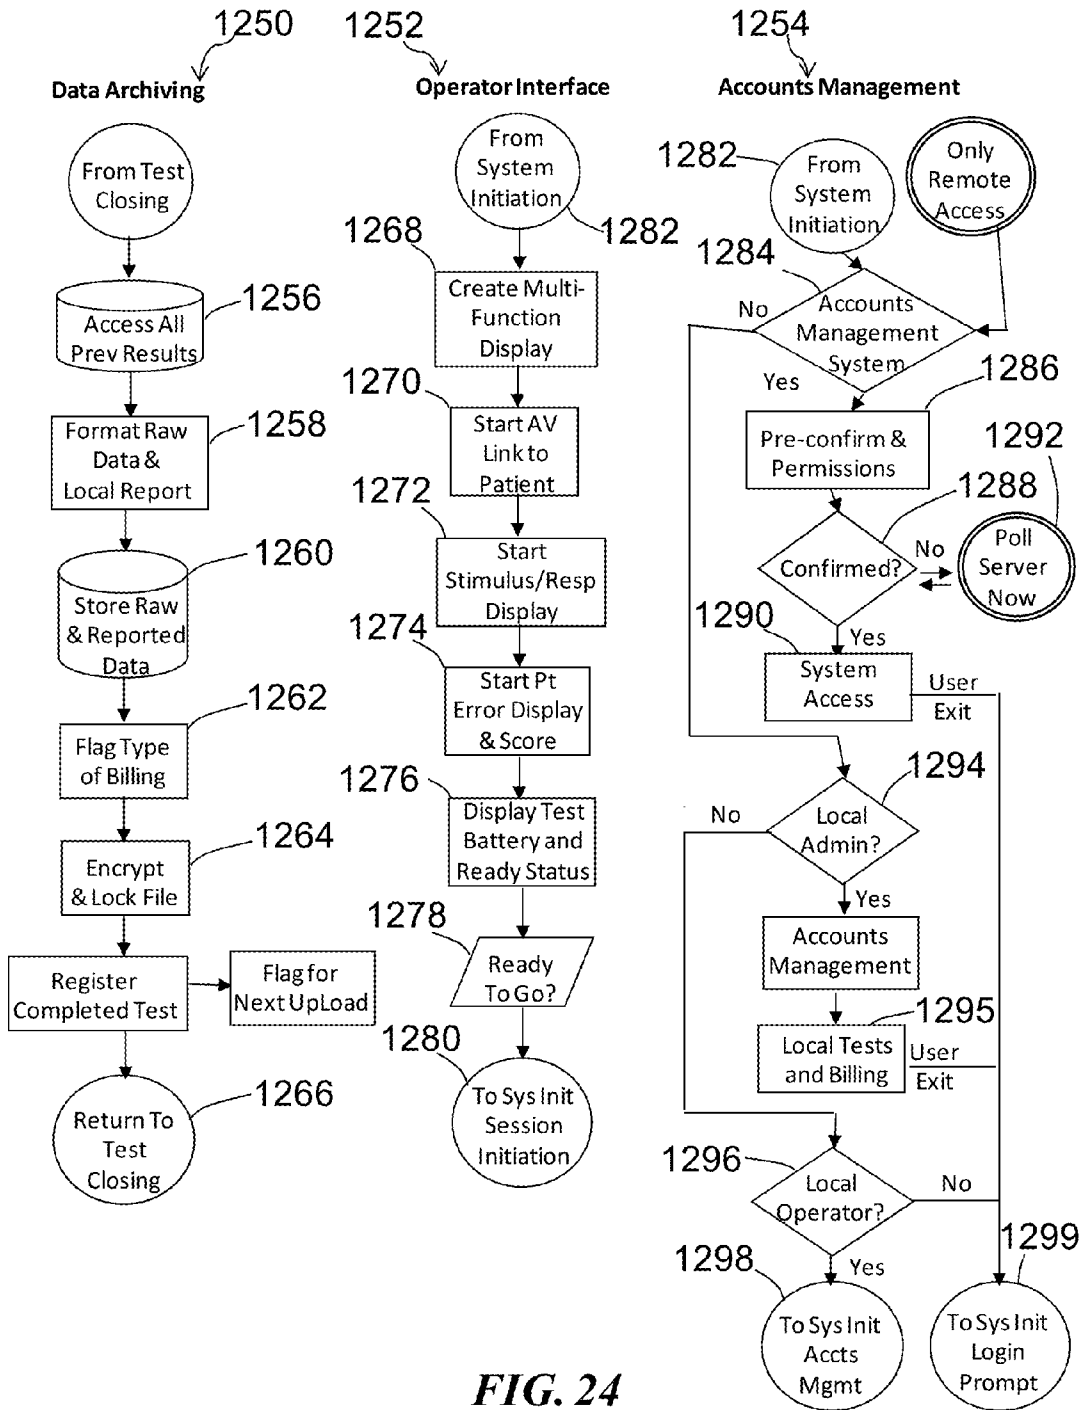 1250
Data Archiving
From Test
Closing
1256
Access All
Prev Results
1258
Format Raw
Data &
Local Report
1260
Store Raw
& Reported
Data
1262
Flag Type
of Billing
1264
Encrypt
& Lock File
Register
Completed Test
Flag for
Next UpLoad
1266
Return To
Test
Closing
1252
Operator Interface
From
System
Initiation
1282
1268
Create Multi-
Function
Display
1270
Start AV
Link to
Patient
1272
Start
Stimulus/Resp
Display
1274
Start Pt
Error Display
& Score
1276
Display Test
Battery and
Ready Status
1278
Ready
To Go?
1280
To Sys Init
Session
Initiation
1254
Accounts Management
1282
From
System
Initiation
Only
Remote
Access
1284
No
Accounts
Management
System
Yes
1286
Pre-confirm &
Permissions
1292
1288
Confirmed?
No
Poll
Server
Now
1290
Yes
System
Access
User
Exit
1294
No
Local
Admin?
Yes
Accounts
Management
1295
Local Tests
and Billing
User
Exit
1296
Local
Operator?
No
1298
Yes
1299
To Sys Init
Accts
Mgmt
To Sys Init
Login
Prompt
FIG. 24